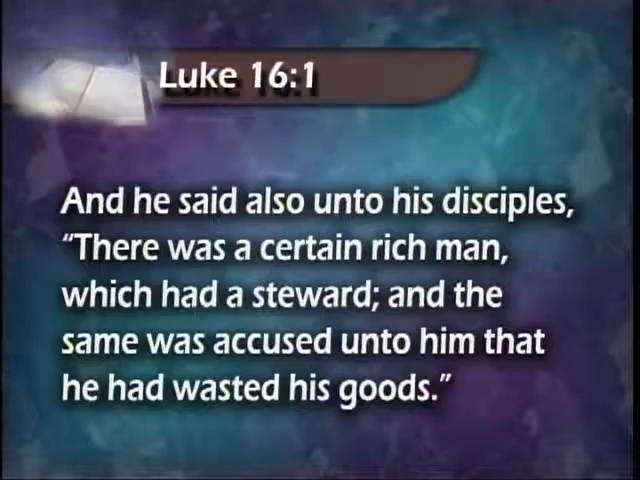 Luke 16:1
And he said also unto his disciples,
“There was a certain rich man,
which had a steward; and the
same was accused unto him that
he had wasted his goods.”